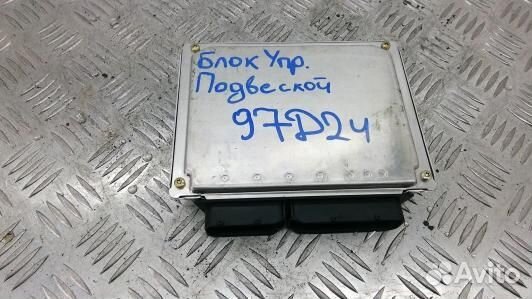 Блок Упр.
Подвеской
97D24
Avito